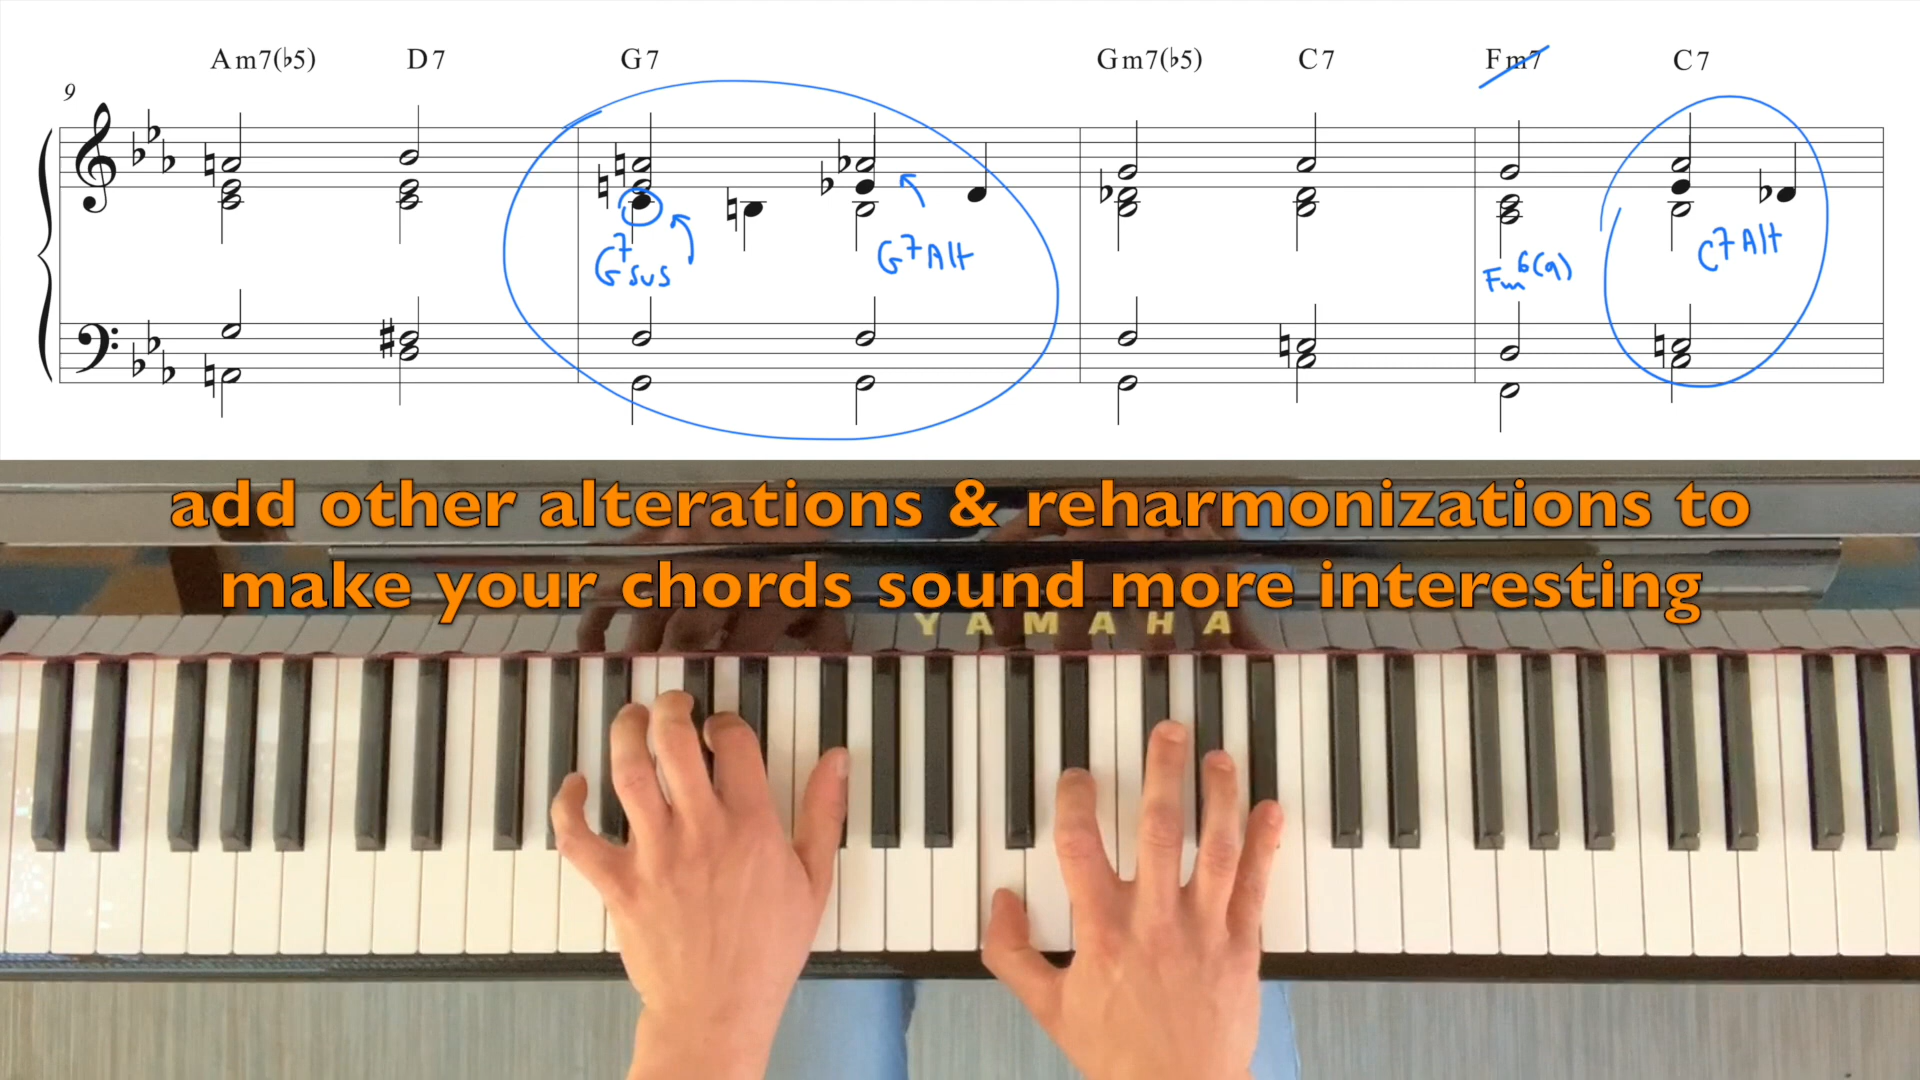 Am7(♭5) D7 G7 Gm7(♭5) C7 Fm7 C7
9
G7sus G7Alt Fm6(9) C7Alt
add other alterations & reharmonizations to
make your chords sound more interesting
YAMAHA